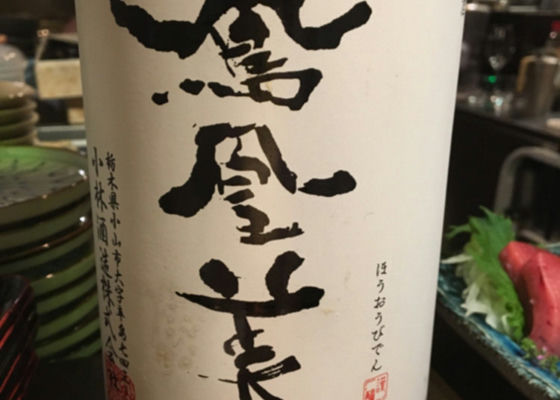 鳳凰美
ほうおうびでん
栃木県小山市大字卒島
小林酒造株式会社